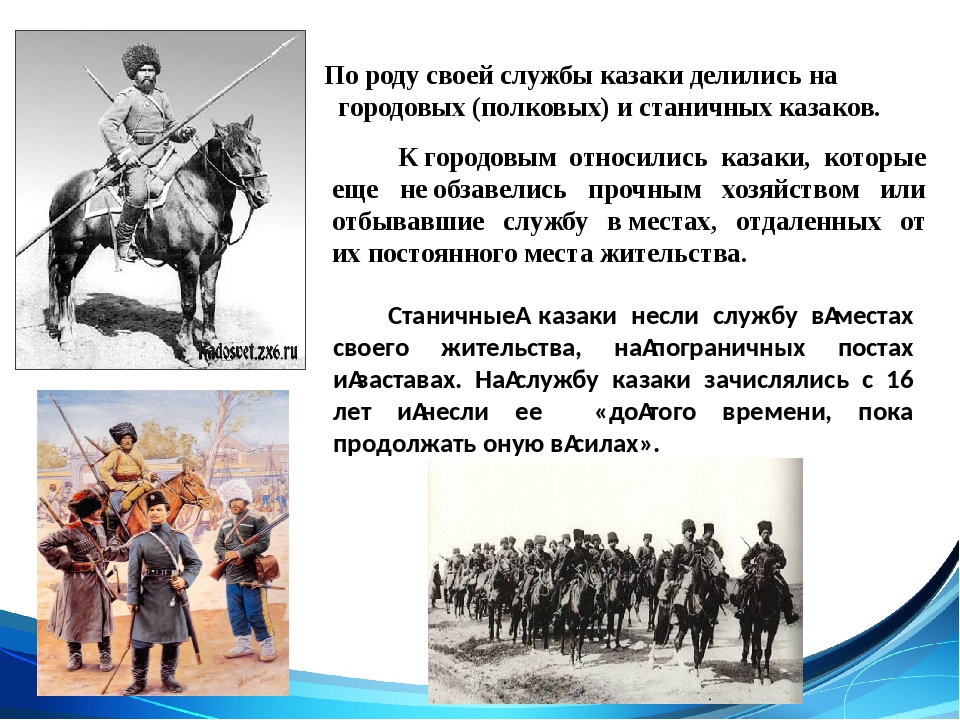 По роду своей службы казаки делились на
городовых (полковых) и станичных казаков.
К городовым относились казаки, которые
еще не обзавелись прочным хозяйством или
отбывавшие службу в местах, отдаленных от
их постоянного места жительства.
СтаничныеА казаки несли службу вАместах
своего жительства, наАпограничных постах
иАзаставах. НаАслужбу казаки зачислялись с 16
лет иАнесли ее «доАтого времени, пока
продолжать оную вАсилах».
Kadosvet.zx6.ru